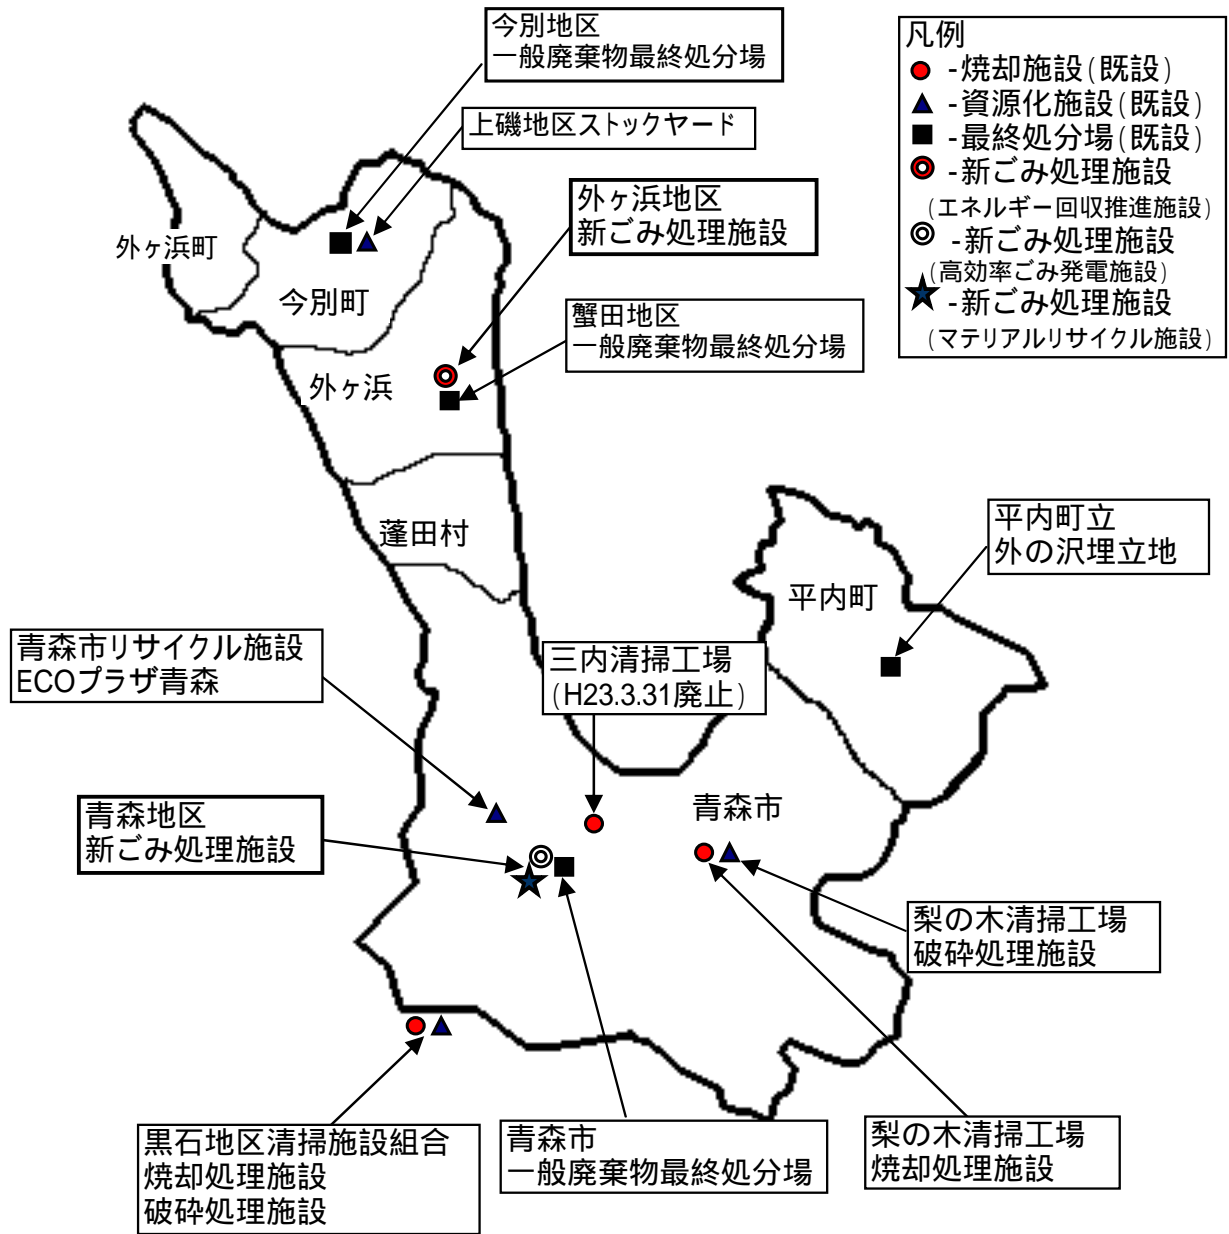 今別地区
一般廃棄物最終処分場
上磯地区ストックヤード
凡例
-焼却施設(既設)
-資源化施設(既設)
-最終処分場(既設)
-新ごみ処理施設
(エネルギー回収推進施設)
-新ごみ処理施設
(高効率ごみ発電施設)
-新ごみ処理施設
(マテリアルリサイクル施設)
外ヶ浜地区
新ごみ処理施設
外ヶ浜町
今別町
蟹田地区
一般廃棄物最終処分場
外ヶ浜
蓬田村
平内町立
外の沢埋立地
平内町
青森市リサイクル施設
ECOプラザ青森
三内清掃工場
(H23.3.31廃止)
青森地区
新ごみ処理施設
青森市
梨の木清掃工場
破砕処理施設
黒石地区清掃施設組合
焼却処理施設
破砕処理施設
青森市
一般廃棄物最終処分場
梨の木清掃工場
焼却処理施設